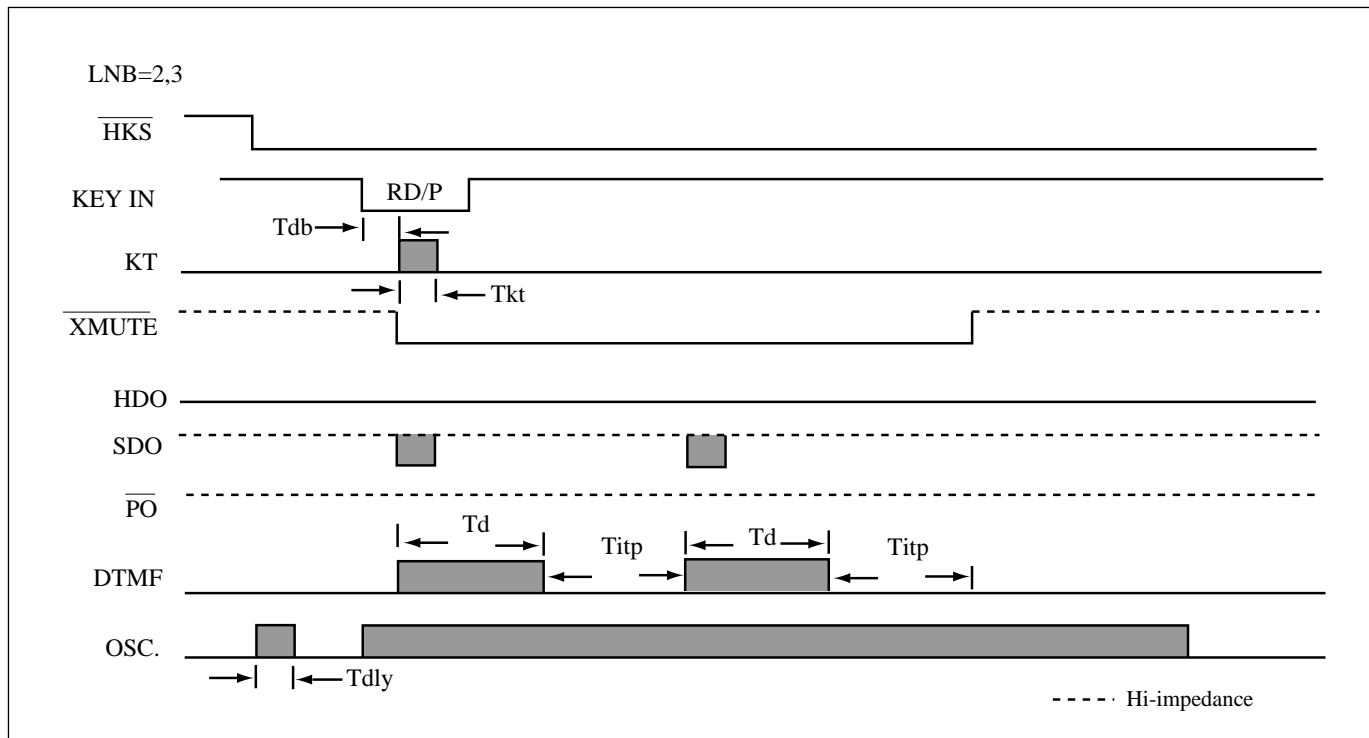 LNB=2,3
HKS
KEY IN
RD/P
Tdb
KT
Tkt
XMUTE
HDO
SDO
PO
Td
Titp
Td
Titp
DTMF
OSC.
Tdly
Hi-impedance